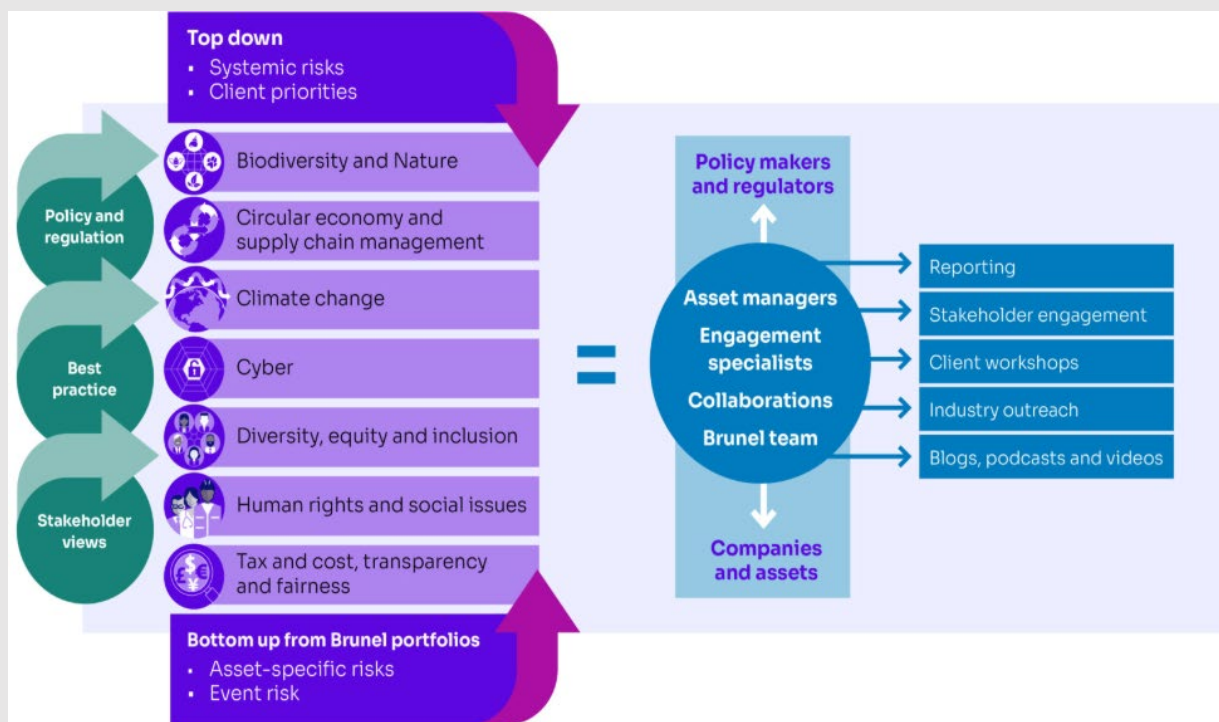 Top down
• Systemic risks
• Client priorities
Policy and
regulation
Best
practice
Stakeholder
views
Biodiversity and Nature
Circular economy and
supply chain management
Climate change
Cyber
Diversity, equity and inclusion
Human rights and social issues
Tax and cost, transparency
and fairness
Bottom up from Brunel portfolios
• Asset-specific risks
• Event risk
=
Policy makers
and regulators
Asset managers
Engagement
specialists
Collaborations
Brunel team
Companies
and assets
Reporting
Stakeholder engagement
Client workshops
Industry outreach
Blogs, podcasts and videos